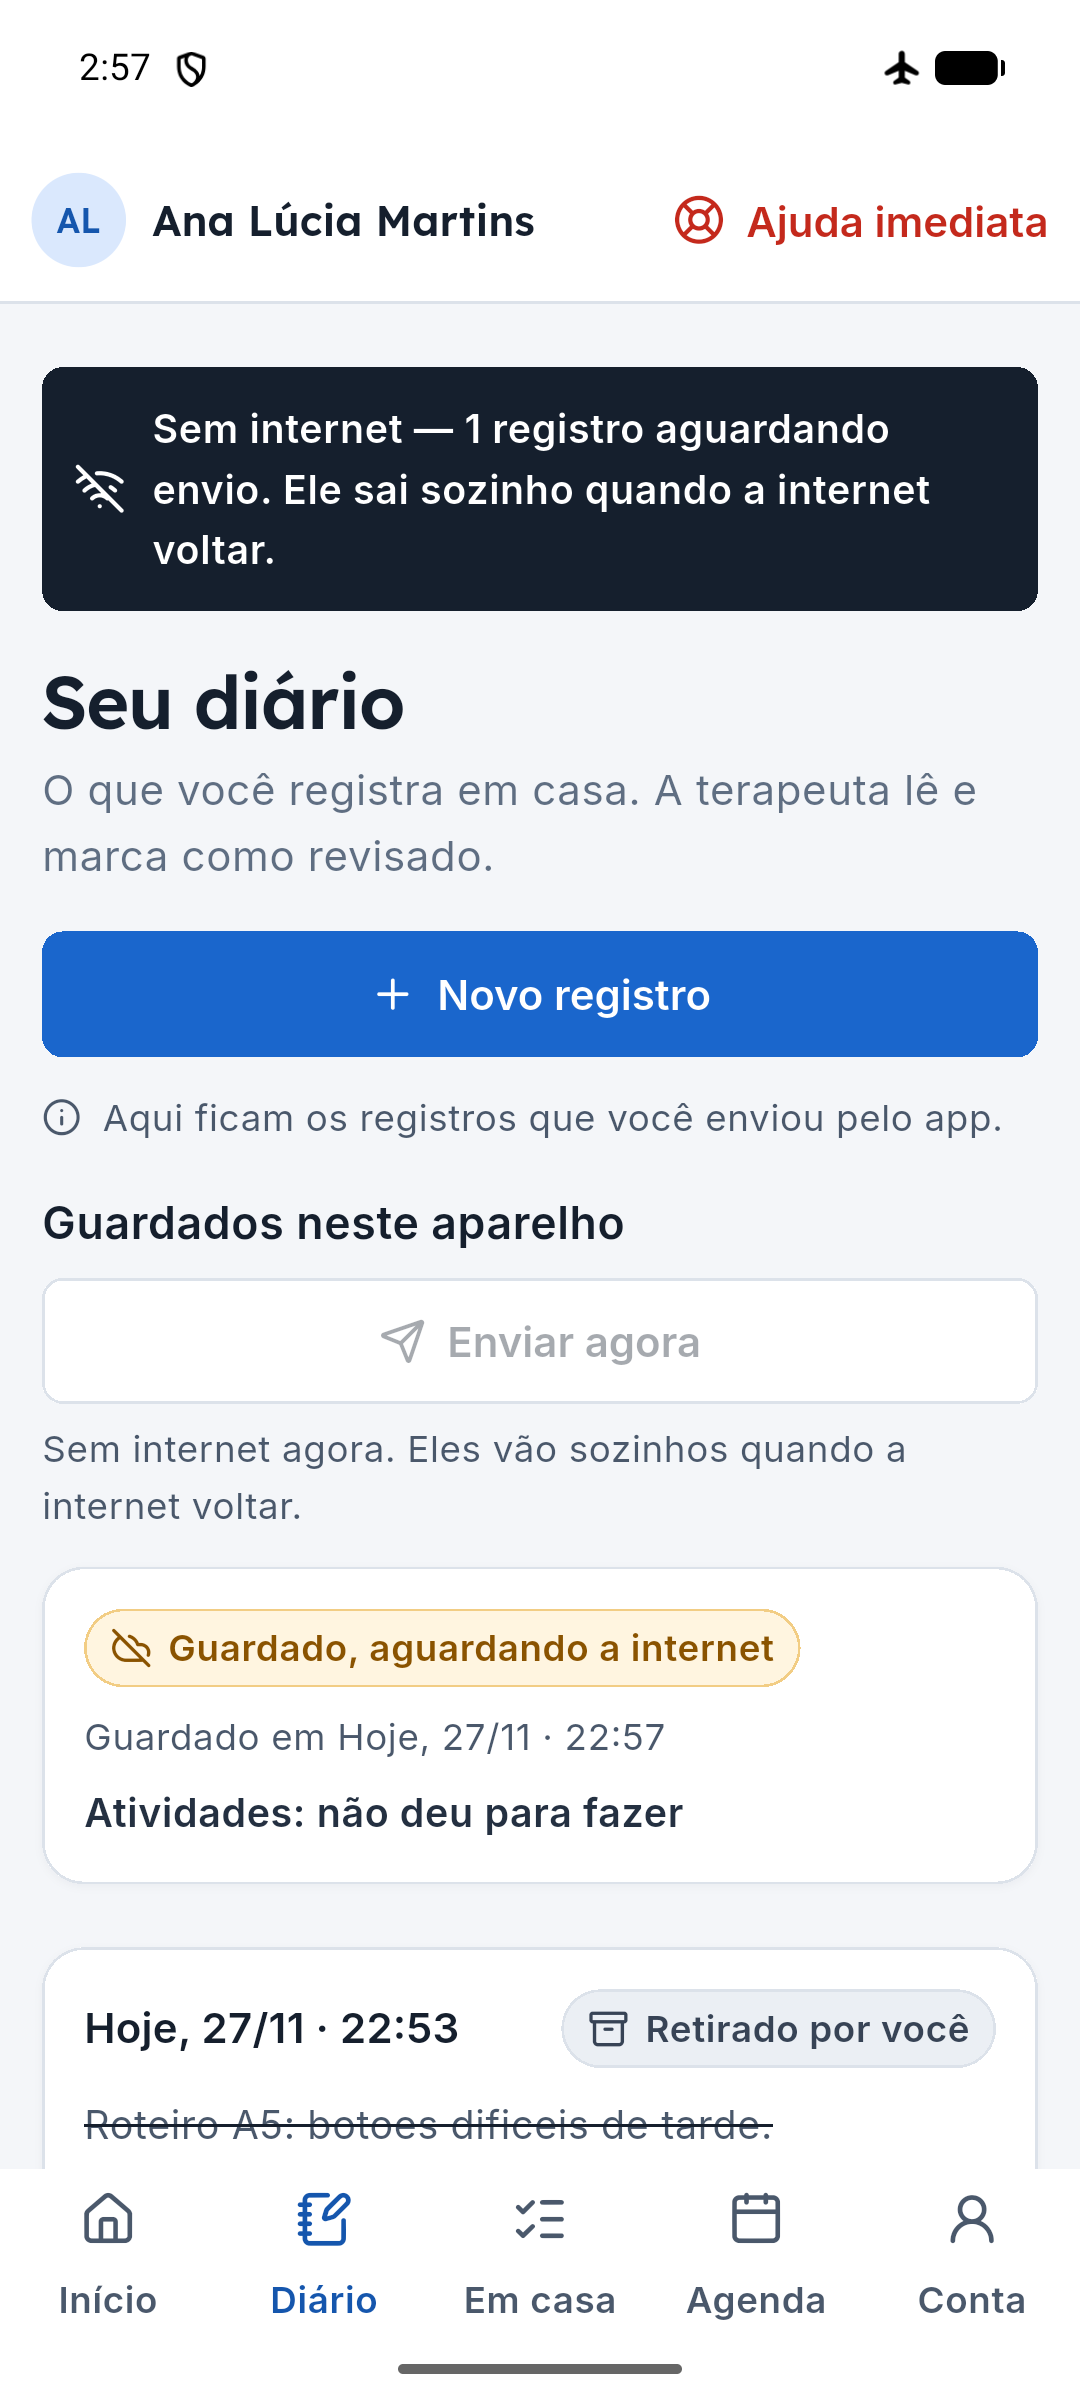 2:57
AL
Ana Lúcia Martins
Ajuda imediata
Sem internet — 1 registro aguardando
envio. Ele sai sozinho quando a internet
voltar.
Seu diário
O que você registra em casa. A terapeuta lê e
marca como revisado.
Novo registro
Aqui ficam os registros que você enviou pelo app.
Guardados neste aparelho
Enviar agora
Sem internet agora. Eles vão sozinhos quando a
internet voltar.
Guardado, aguardando a internet
Guardado em Hoje, 27/11 · 22:57
Atividades: não deu para fazer
Hoje, 27/11 · 22:53
Retirado por você
Roteiro A5: botoes dificeis de tarde.
Início
Diário
Em casa
Agenda
Conta